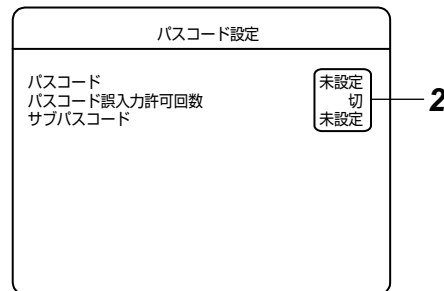 パスコード設定
パスコード 未設定
パスコード誤入力許可回数 切
サブパスコード 未設定
2